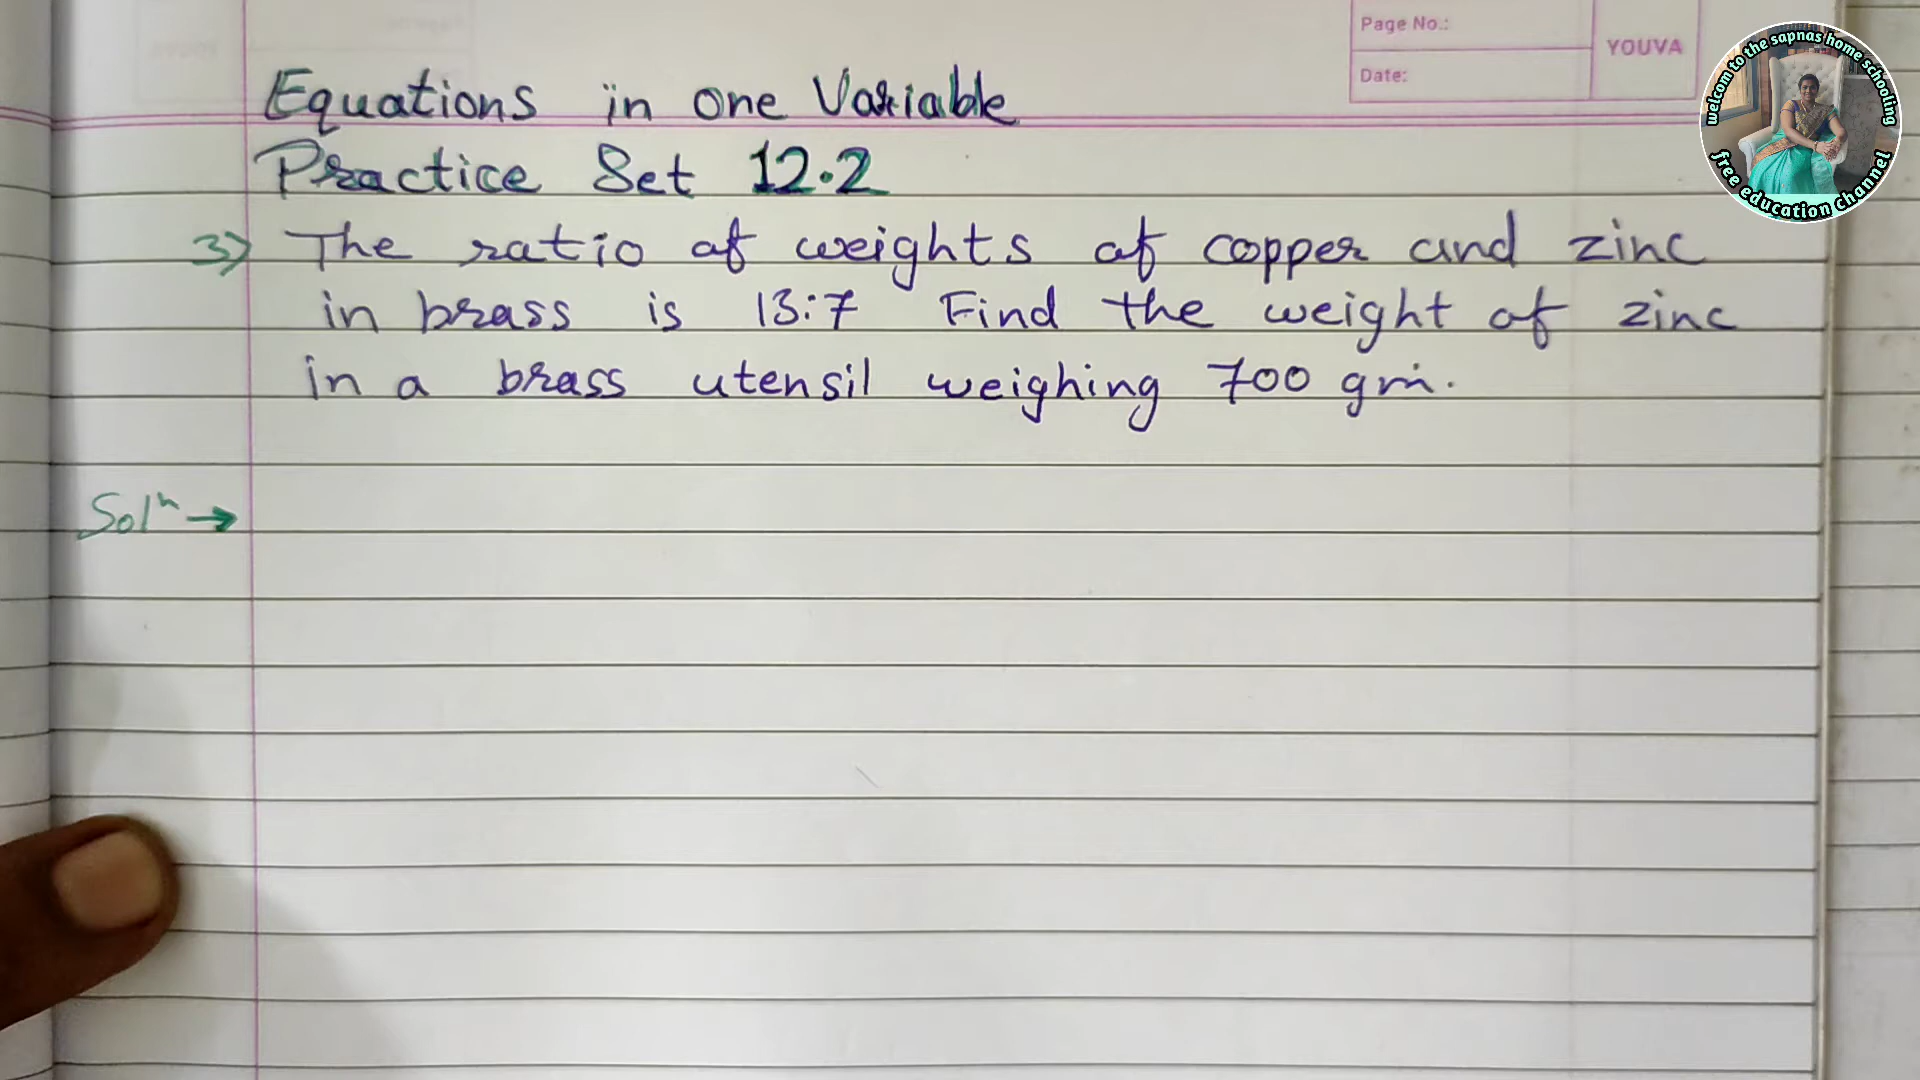 Page No.:
YOUVA
Date:
welcom to the sapnas home schooling
free education channel
Equations in one Variable
Practice Set 12.2
3) The ratio of weights of copper and zinc
in brass is 13:7 Find the weight of zinc
in a brass utensil weighing 700 gm.
Solⁿ →